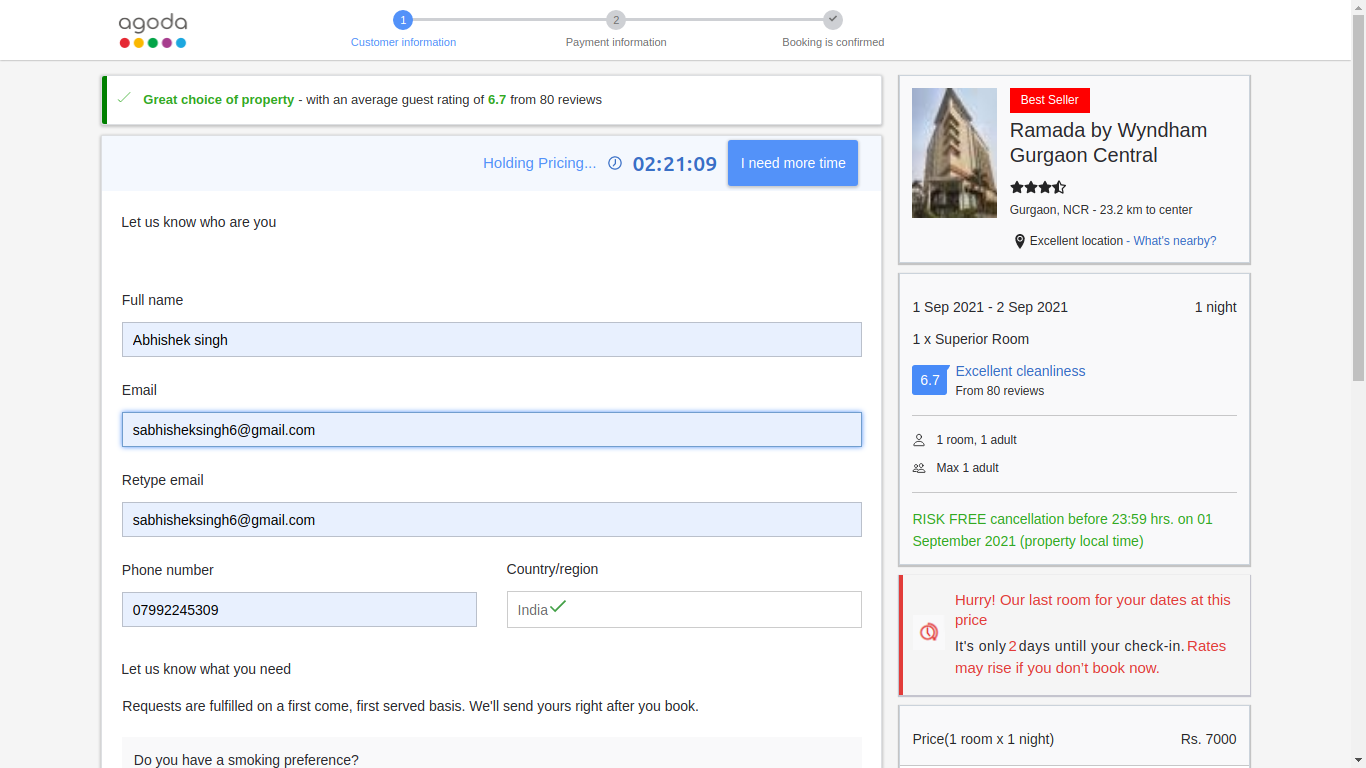 agoda
1
Customer information
2
Payment information
Booking is confirmed
Great choice of property - with an average guest rating of 6.7 from 80 reviews
Holding Pricing... 02:21:09
I need more time
Let us know who are you
Full name
Abhishek singh
Email
sabhisheksingh6@gmail.com
Retype email
sabhisheksingh6@gmail.com
Phone number
07992245309
Country/region
India
Let us know what you need
Requests are fulfilled on a first come, first served basis. We'll send yours right after you book.
Do you have a smoking preference?
Best Seller
Ramada by Wyndham
Gurgaon Central
Gurgaon, NCR - 23.2 km to center
Excellent location - What's nearby?
1 Sep 2021 - 2 Sep 2021 1 night
1 x Superior Room
6.7
Excellent cleanliness
From 80 reviews
1 room, 1 adult
Max 1 adult
RISK FREE cancellation before 23:59 hrs. on 01
September 2021 (property local time)
Hurry! Our last room for your dates at this
price
It's only 2 days untill your check-in. Rates
may rise if you don't book now.
Price(1 room x 1 night) Rs. 7000